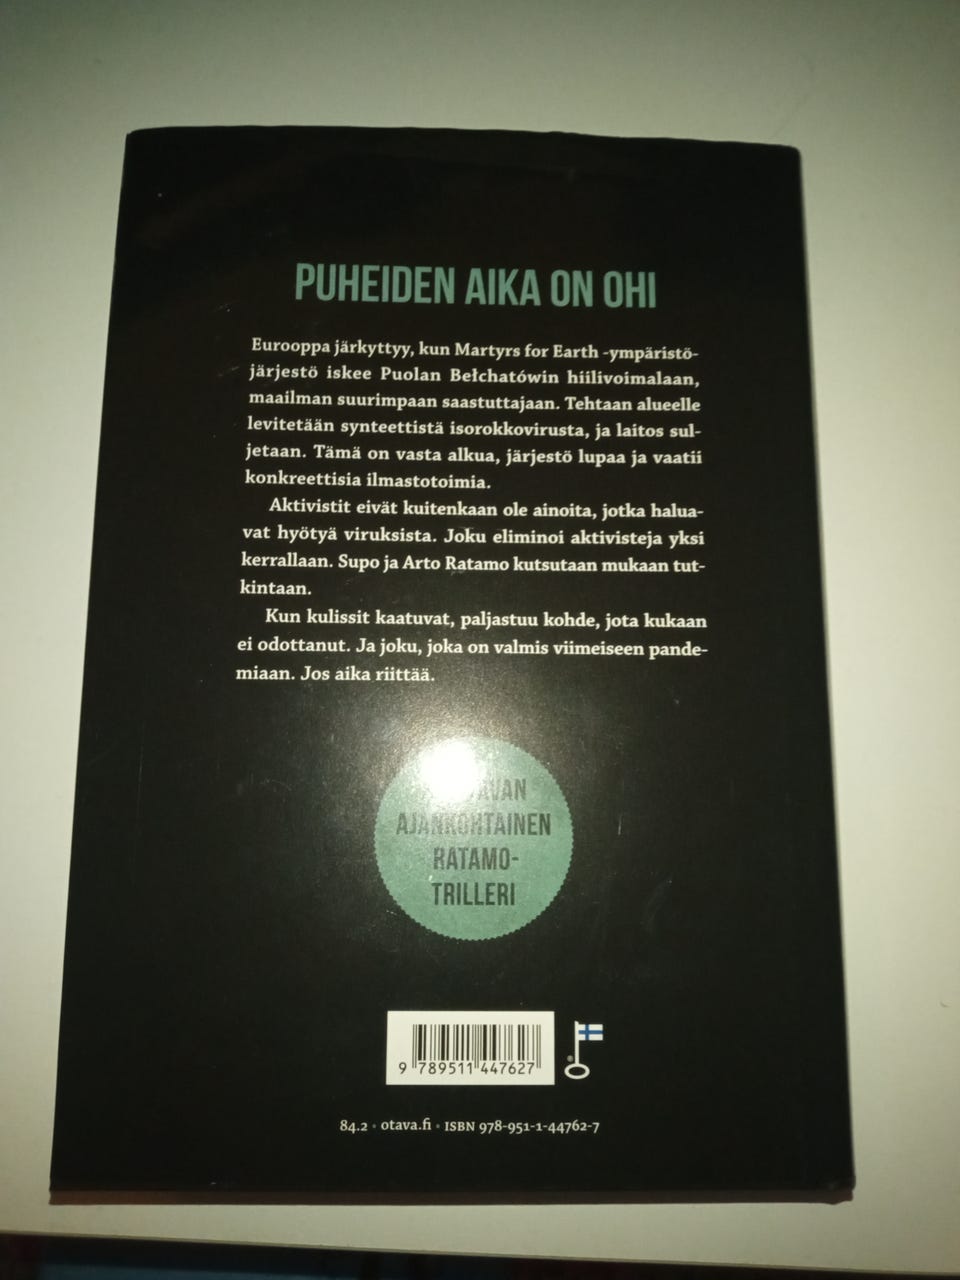 PUHEIDEN AIKA ON OHI
Eurooppa järkyttyy, kun Martyrs for Earth -ympäristö-
järjestö iskee Puolan Bełchatówin hiilivoimalaan,
maailman suurimpaan saastuttajaan. Tehtaan alueelle
levitetään synteettistä isorokkovirusta, ja laitos sul-
jetaan. Tämä on vasta alkua, järjestö lupaa ja vaatii
konkreettisia ilmastotoimia.
Aktivistit eivät kuitenkaan ole ainoita, jotka halua-
vat hyötyä viruksista. Joku eliminoi aktivisteja yksi
kerrallaan. Supo ja Arto Ratamo kutsutaan mukaan tut-
kintaan.
Kun kulissit kaatuvat, paljastuu kohde, jota kukaan
ei odottanut. Ja joku, joka on valmis viimeiseen pande-
miaan. Jos aika riittää.
AJANKOHTAINEN
RATAMO-
TRILLERI
9 789511 447627
84.2 • otava.fi • ISBN 978-951-1-44762-7